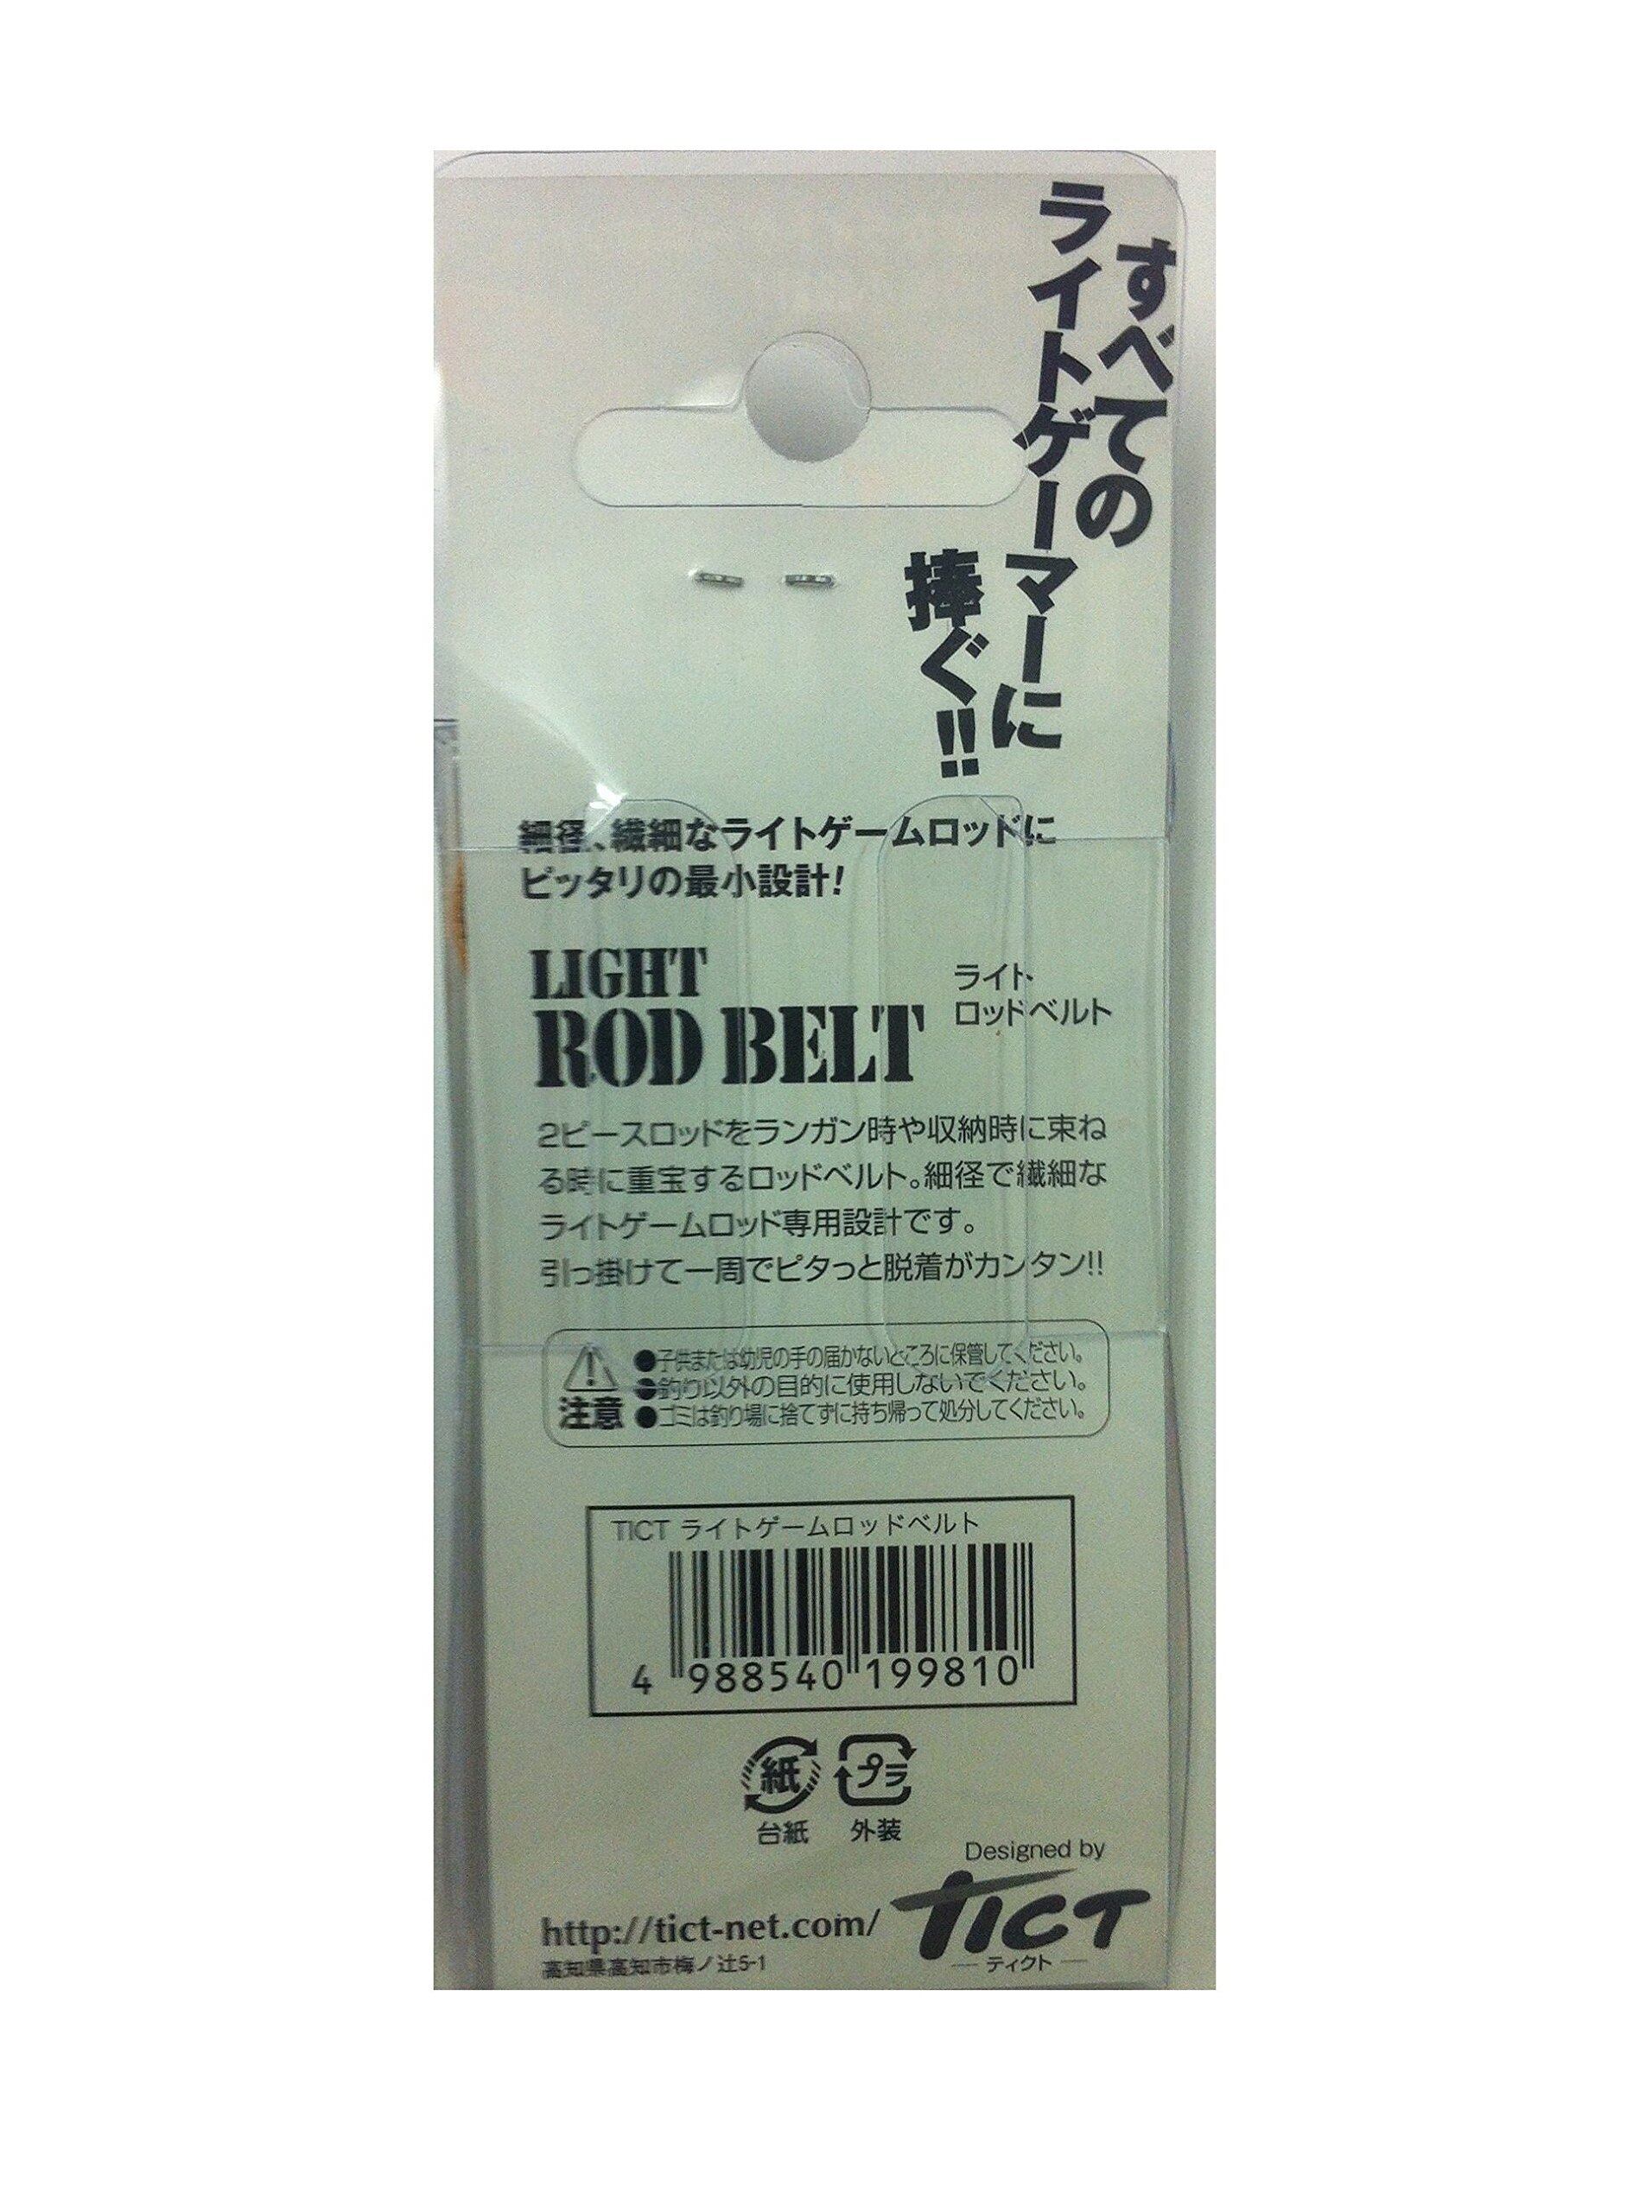 すべての
ライトゲーマーに
捧ぐ!!
細径、繊細なライトゲームロッドに
ピッタリの最小設計!
LIGHT
ROD BELT
ライト
ロッドベルト
2ピースロッドをランガン時や収納時に束ね
る時に重宝するロッドベルト。細径で繊細な
ライトゲームロッド専用設計です。
引っ掛けて一周でピタっと脱着がカンタン!!
注意
●子供または幼児の手の届かないところに保管してください。
●釣り以外の目的に使用しないでください。
●ゴミは釣り場に捨てずに持ち帰って処分してください。
TICT ライトゲームロッドベルト
4 988540 199810
紙
プラ
台紙
外装
Designed by
TICT
ティクト
http://tict-net.com/
高知県高知市梅ノ辻5-1